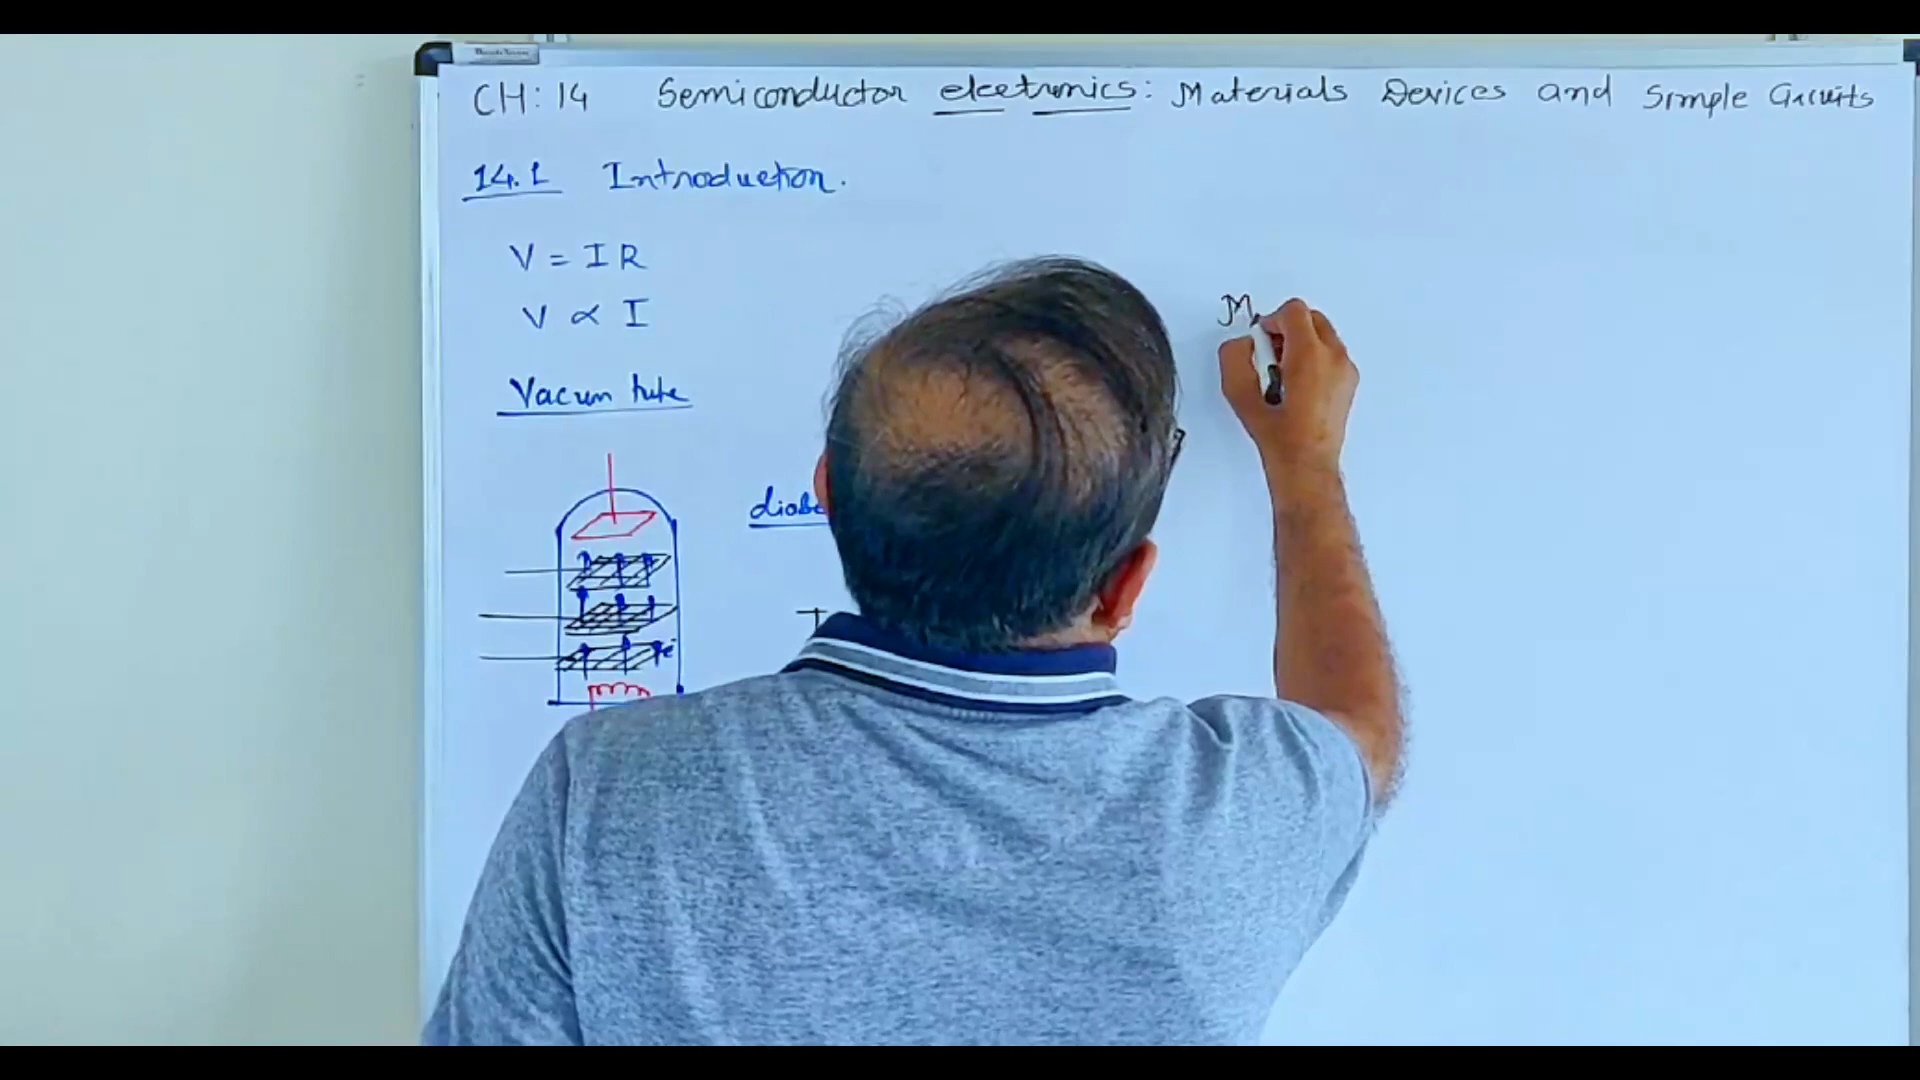 CH: 14 Semiconductor electronics: Materials Devices and Simple Circuits
14.1 Introduction.
V = I R
V ∝ I
Vacum tube
M
e⁻